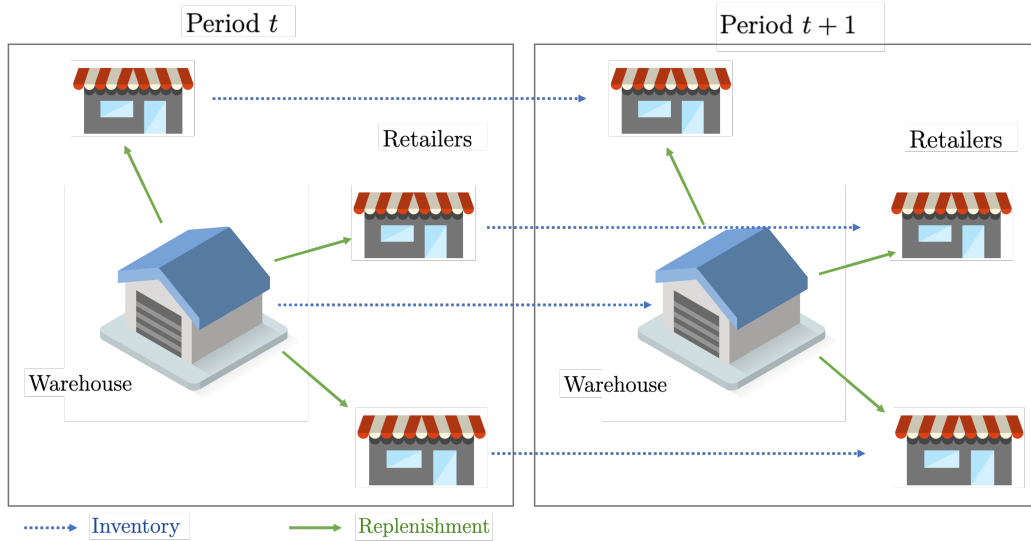 Period t
Period t + 1
Retailers
Retailers
Warehouse
Warehouse
Inventory
Replenishment